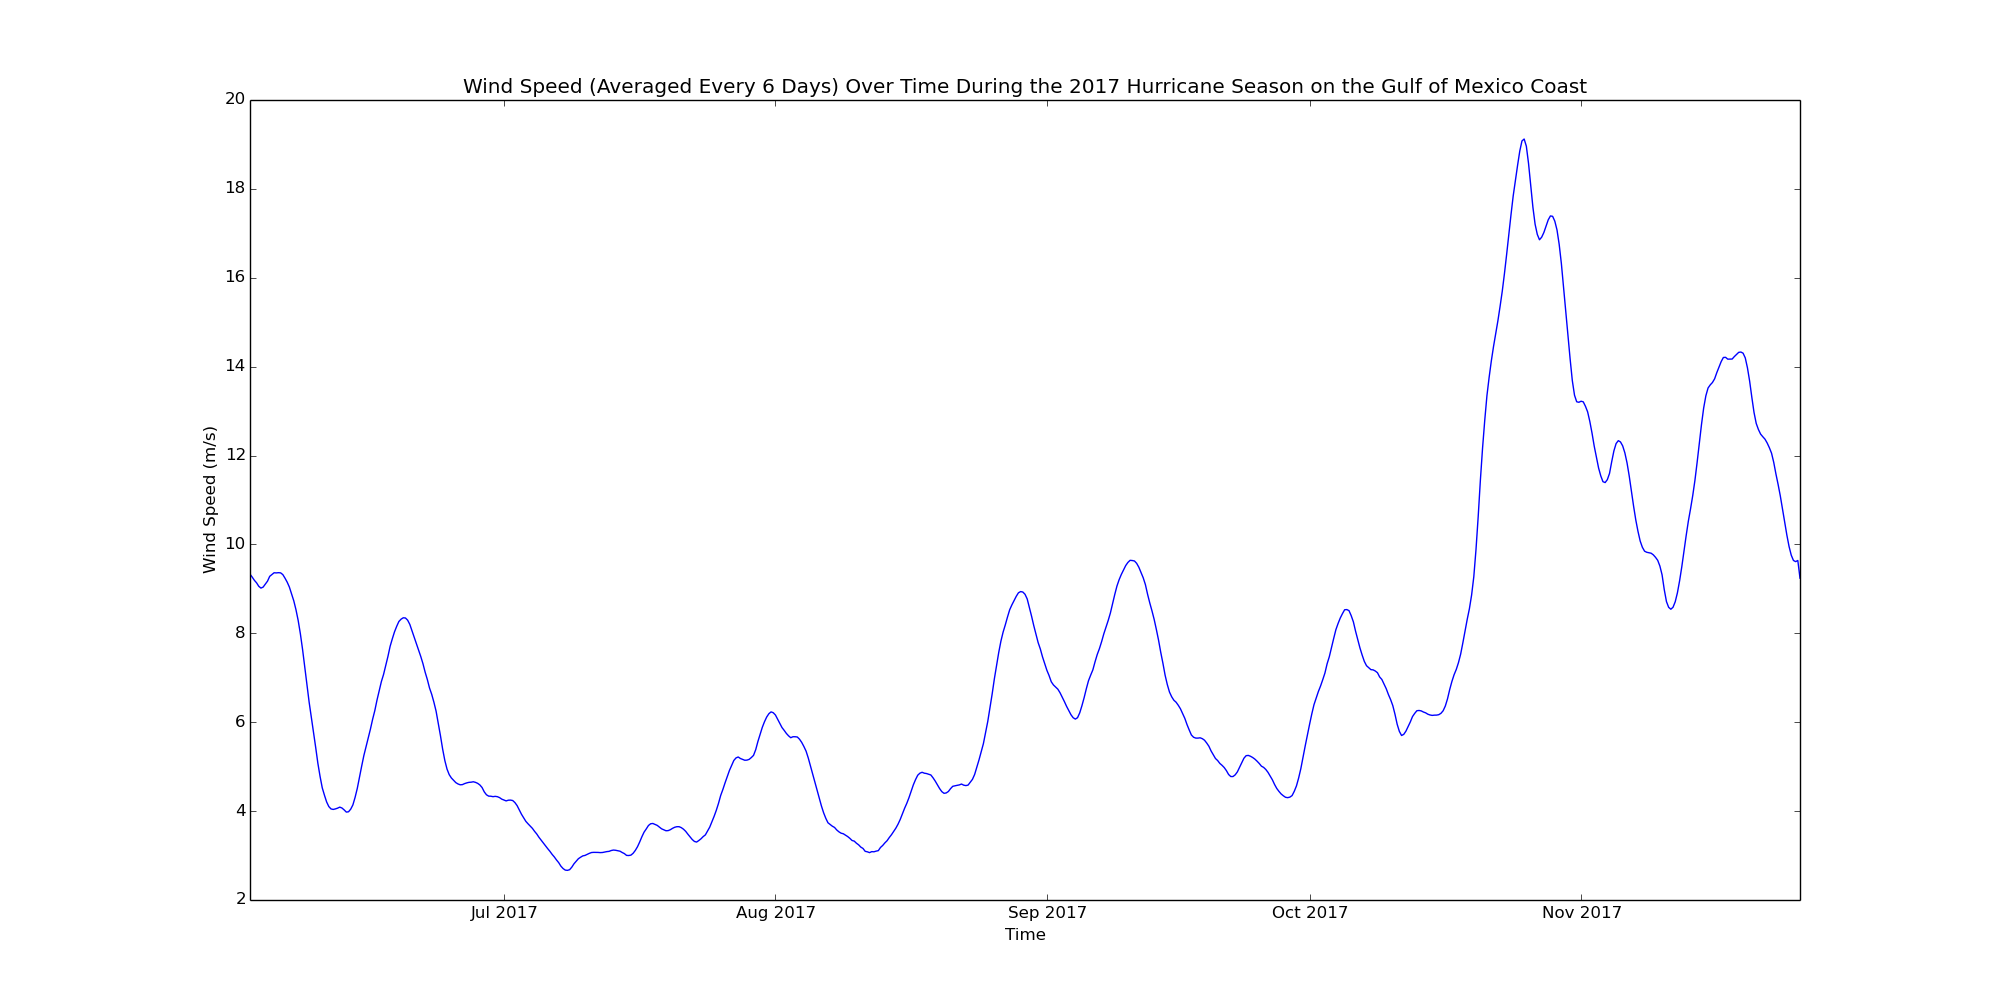 Wind Speed (Averaged Every 6 Days) Over Time During the 2017 Hurricane Season on the Gulf of Mexico Coast
20
18
16
14
12
10
8
6
4
2
Wind Speed (m/s)
Jul 2017 Aug 2017 Sep 2017 Oct 2017 Nov 2017
Time